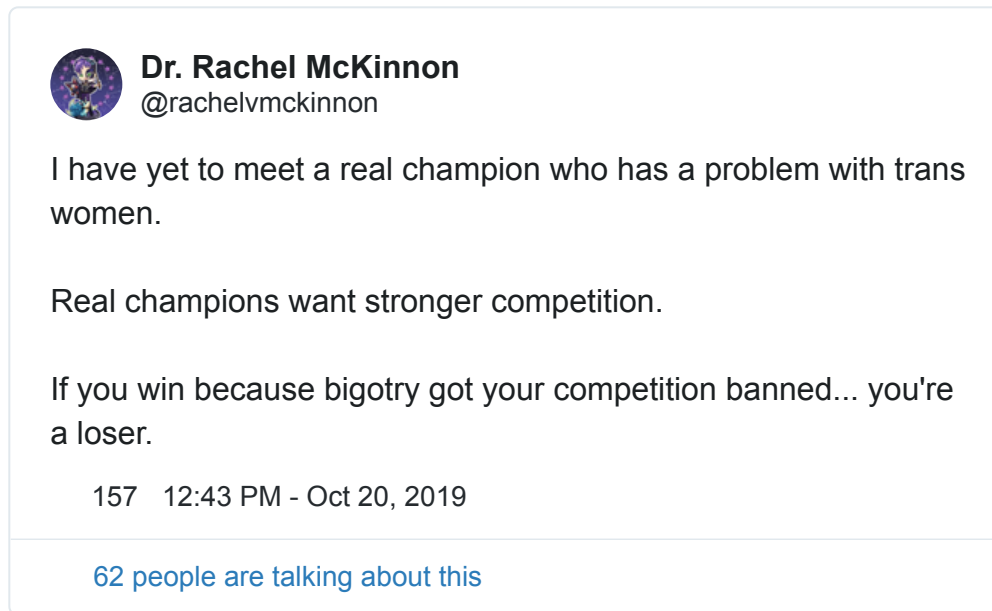 Dr. Rachel McKinnon
@rachelvmckinnon
I have yet to meet a real champion who has a problem with trans
women.
Real champions want stronger competition.
If you win because bigotry got your competition banned... you're
a loser.
157 12:43 PM - Oct 20, 2019
62 people are talking about this